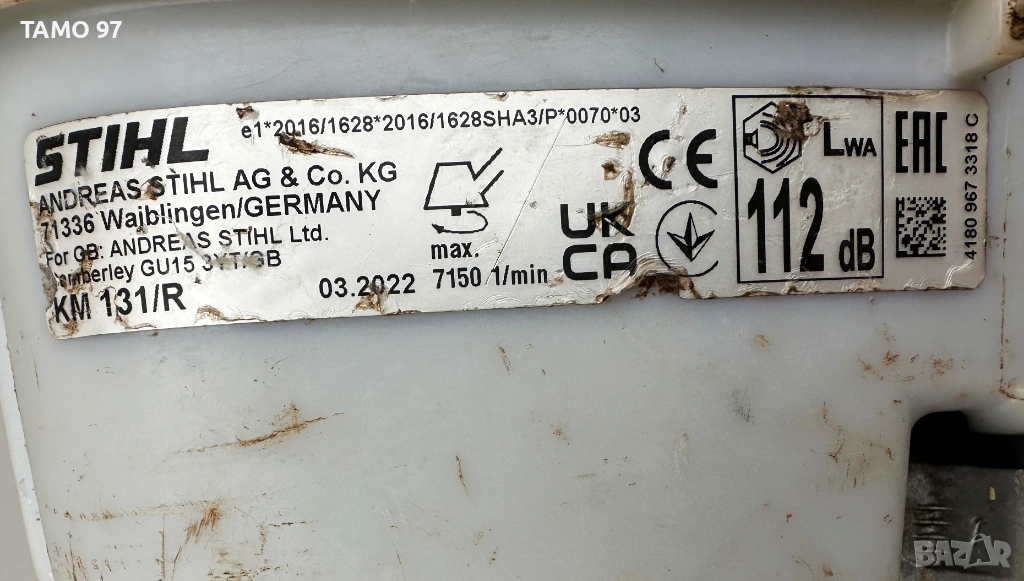 TAMO 97
STIHL
e1*2016/1628*2016/1628SHA3/P*0070*03
ANDREAS STIHL AG & Co. KG
71336 Waiblingen/GERMANY
For GB: ANDREAS STIHL Ltd.
GU15 3YT/GB
KM 131/R
03.2022
max.
7150 1/min
CE
UK
CA
LWA
112 dB
EAC
4180 967 3318 C
BAZAR